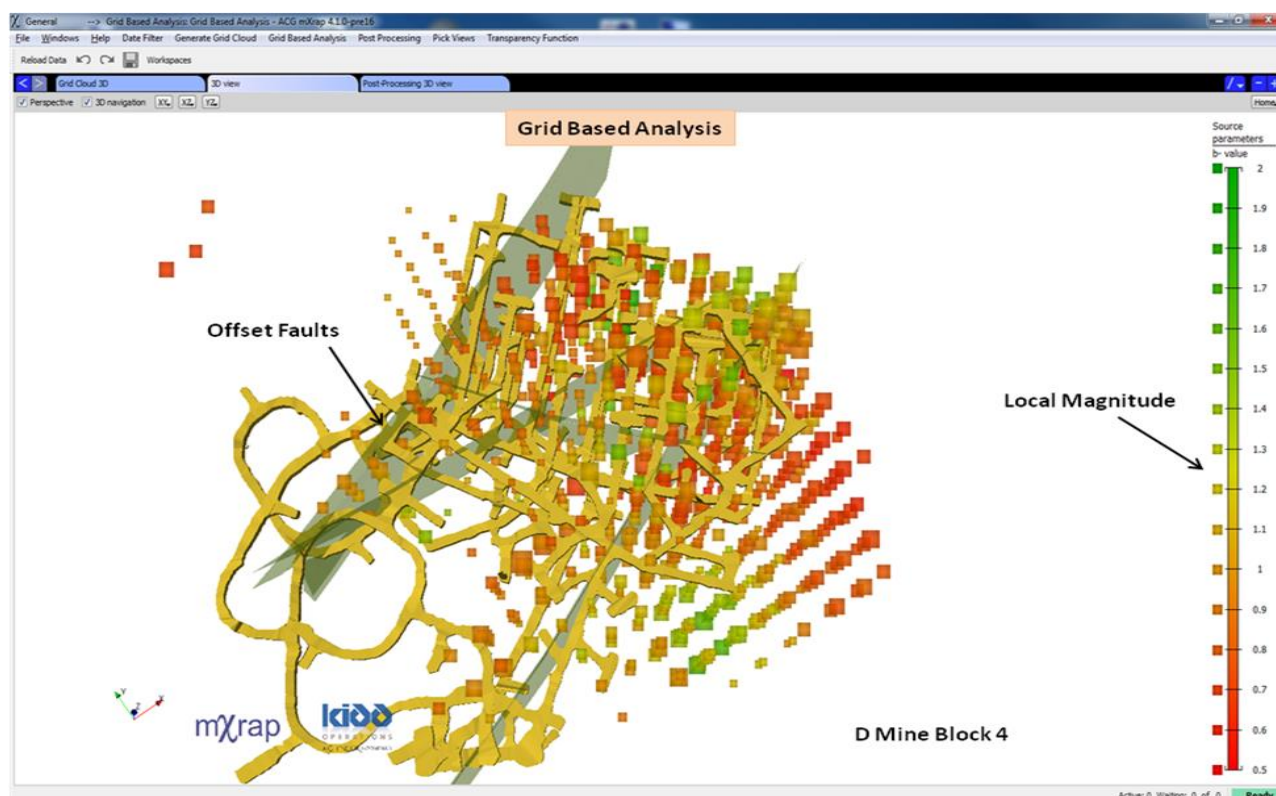 General --> Grid Based Analysis: Grid Based Analysis - ACG mXrap 4.1.0-pre16
File Windows Help Date Filter Generate Grid Cloud Grid Based Analysis Post Processing Pick Views Transparency Function
Reload Data Workspaces
Grid Cloud 3D 3D view Post-Processing 3D view
Perspective 3D navigation XY XZ YZ Home
Grid Based Analysis
Source
parameters
b- value
2
1.9
1.8
1.7
1.6
Offset Faults
1.5
1.4
Local Magnitude
1.3
1.2
1.1
1
0.9
0.8
0.7
0.6
0.5
Y
Z
X
mXrap
kidd
OPERATIONS
D Mine Block 4
Active: 0 Waiting: 0 of 0 Ready